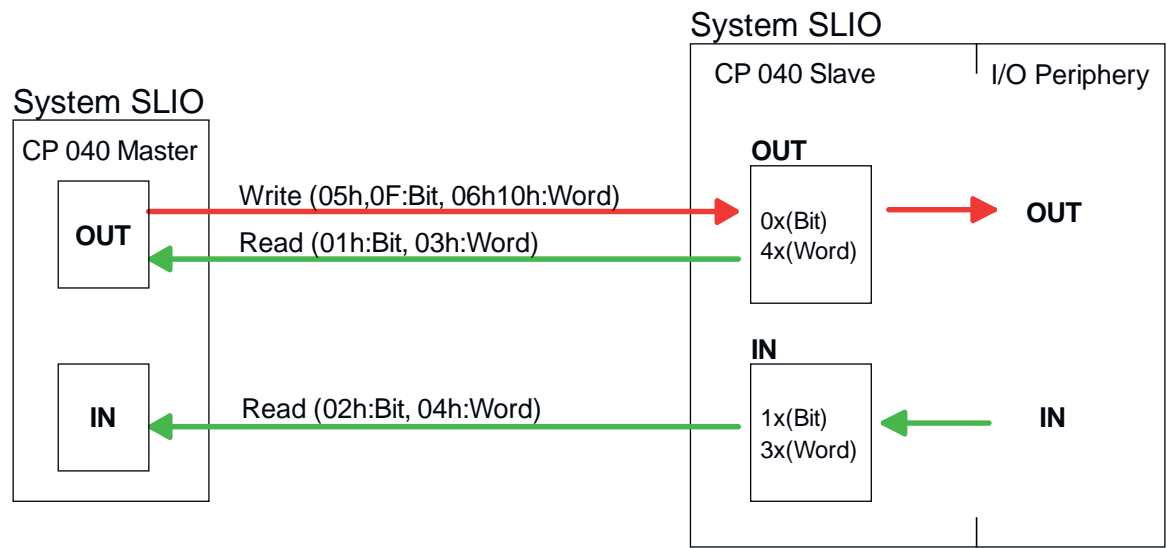 System SLIO
CP 040 Master
OUT
IN
Write (05h,0F:Bit, 06h10h:Word)
Read (01h:Bit, 03h:Word)
Read (02h:Bit, 04h:Word)
System SLIO
CP 040 Slave
I/O Periphery
OUT
0x(Bit)
4x(Word)
OUT
IN
1x(Bit)
3x(Word)
IN